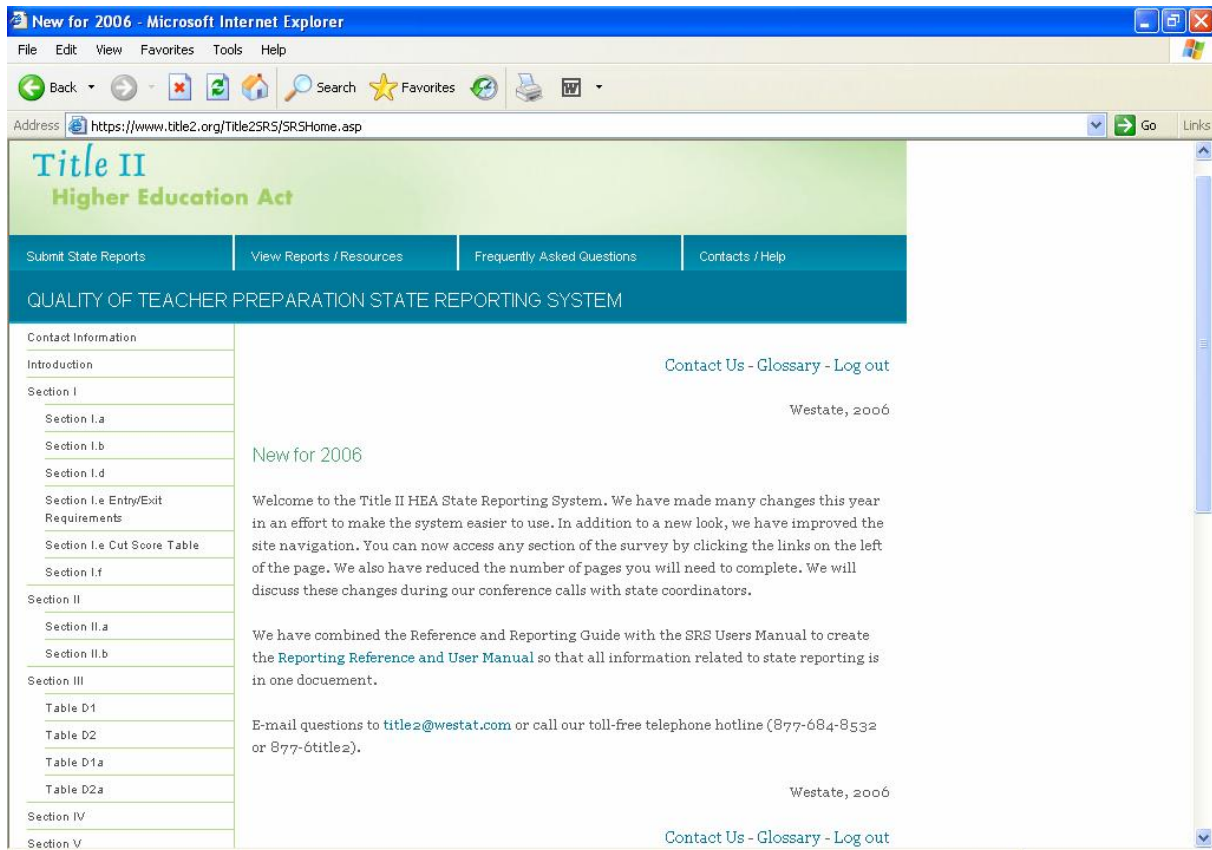 New for 2006 - Microsoft Internet Explorer
File Edit View Favorites Tools Help
Back Search Favorites
Address https://www.title2.org/Title2SRS/SRSHome.asp Go Links
Title II
Higher Education Act
Submit State Reports View Reports / Resources Frequently Asked Questions Contacts / Help
QUALITY OF TEACHER PREPARATION STATE REPORTING SYSTEM
Contact Information
Introduction
Section I
Section I.a
Section I.b
Section I.d
Section I.e Entry/Exit
Requirements
Section I.e Cut Score Table
Section I.f
Section II
Section II.a
Section II.b
Section III
Table D1
Table D2
Table D1a
Table D2a
Section IV
Section V
Contact Us - Glossary - Log out
Westate, 2006
New for 2006
Welcome to the Title II HEA State Reporting System. We have made many changes this year
in an effort to make the system easier to use. In addition to a new look, we have improved the
site navigation. You can now access any section of the survey by clicking the links on the left
of the page. We also have reduced the number of pages you will need to complete. We will
discuss these changes during our conference calls with state coordinators.
We have combined the Reference and Reporting Guide with the SRS Users Manual to create
the Reporting Reference and User Manual so that all information related to state reporting is
in one docuement.
E-mail questions to title2@westat.com or call our toll-free telephone hotline (877-684-8532
or 877-6title2).
Westate, 2006
Contact Us - Glossary - Log out